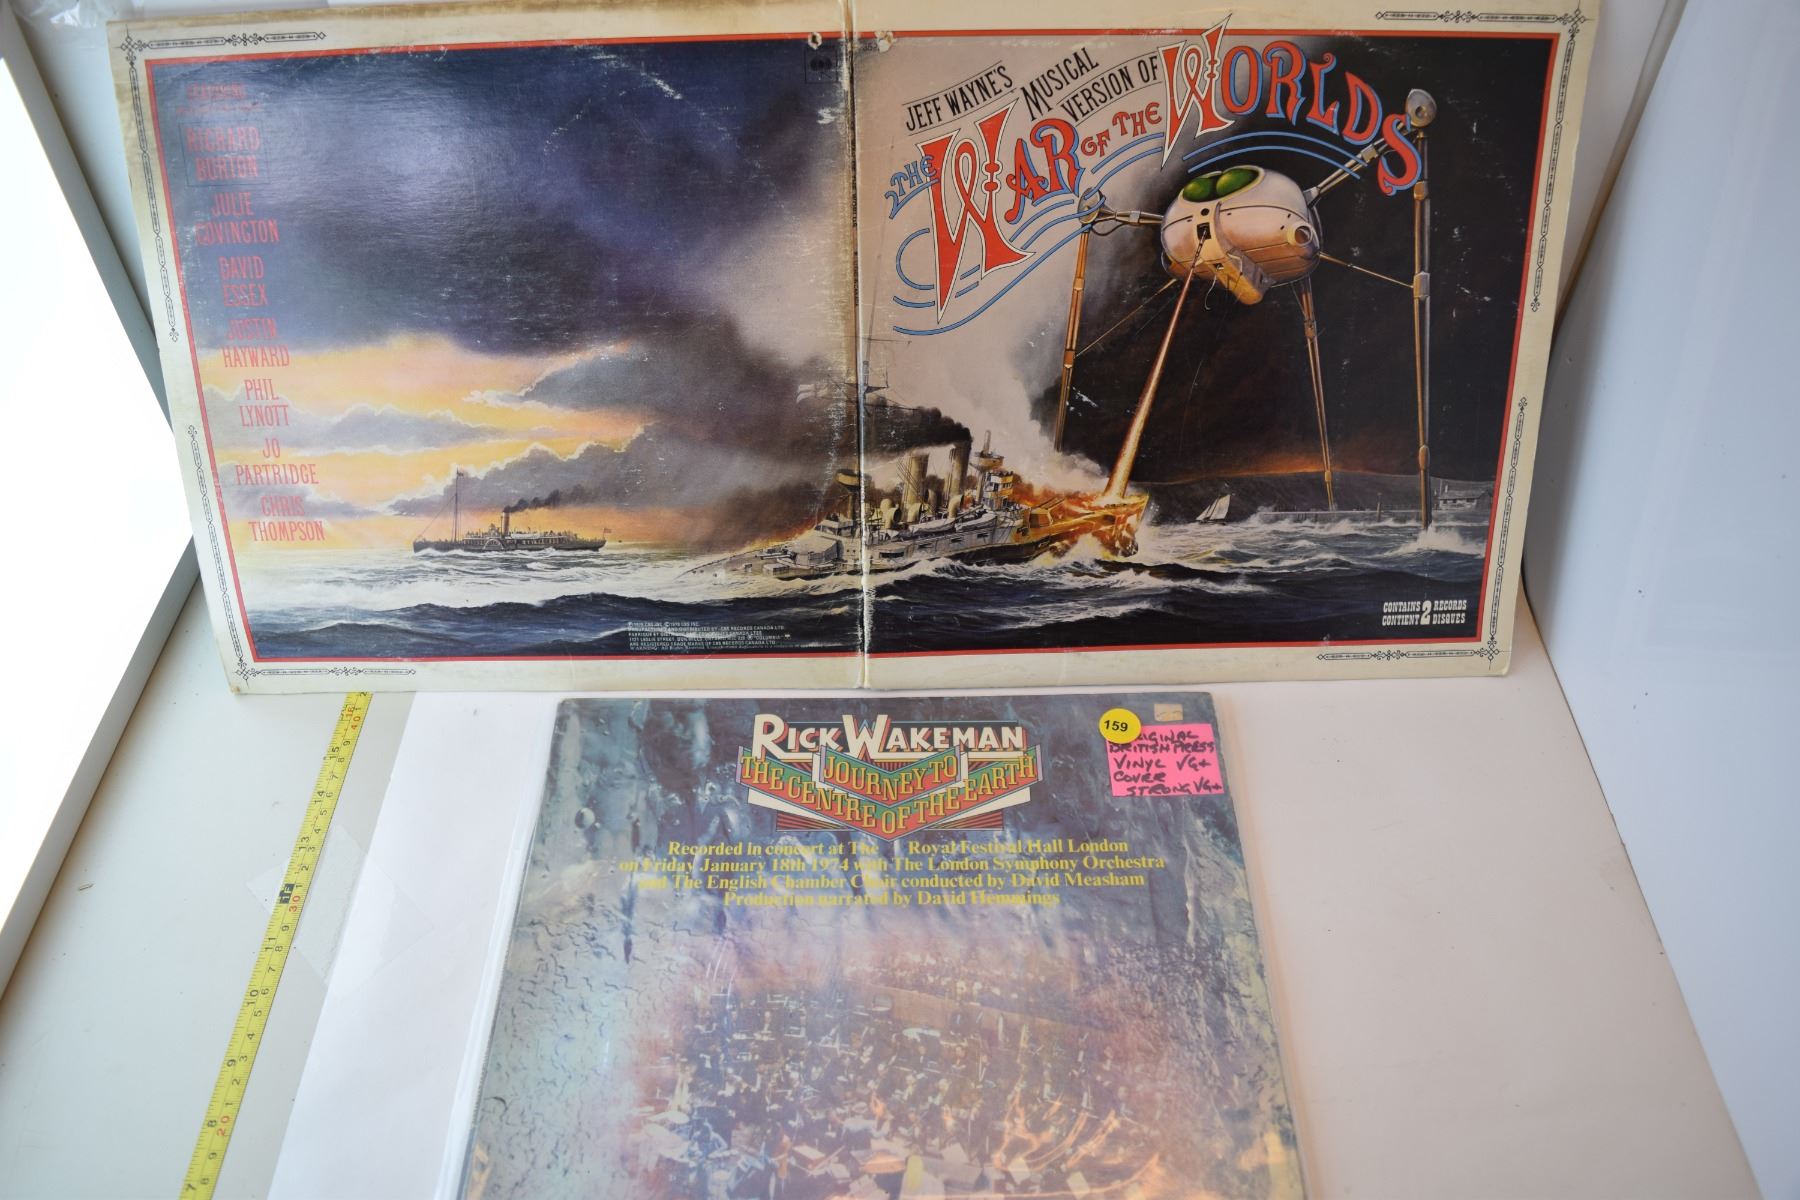 FEATURING
RICHARD
BURTON
JULIE
COVINGTON
DAVID
ESSEX
JUSTIN
HAYWARD
PHIL
LYNOTT
JO
PARTRIDGE
CHRIS
THOMPSON
JEFF WAYNE'S
MUSICAL
VERSION OF
THE WAR OF THE WORLDS
CONTAINS 2 RECORDS
CONTIENT 2 DISQUES
RICK WAKEMAN
JOURNEY TO
THE CENTRE OF THE EARTH
Recorded in concert at The Royal Festival Hall London
on Friday January 18th 1974 with The London Symphony Orchestra
and The English Chamber Choir conducted by David Measham
Production narrated by David Hemmings
159
ORIGINAL
BRITISH PRESS
VINYL VG+
COVER
STRONG VG+